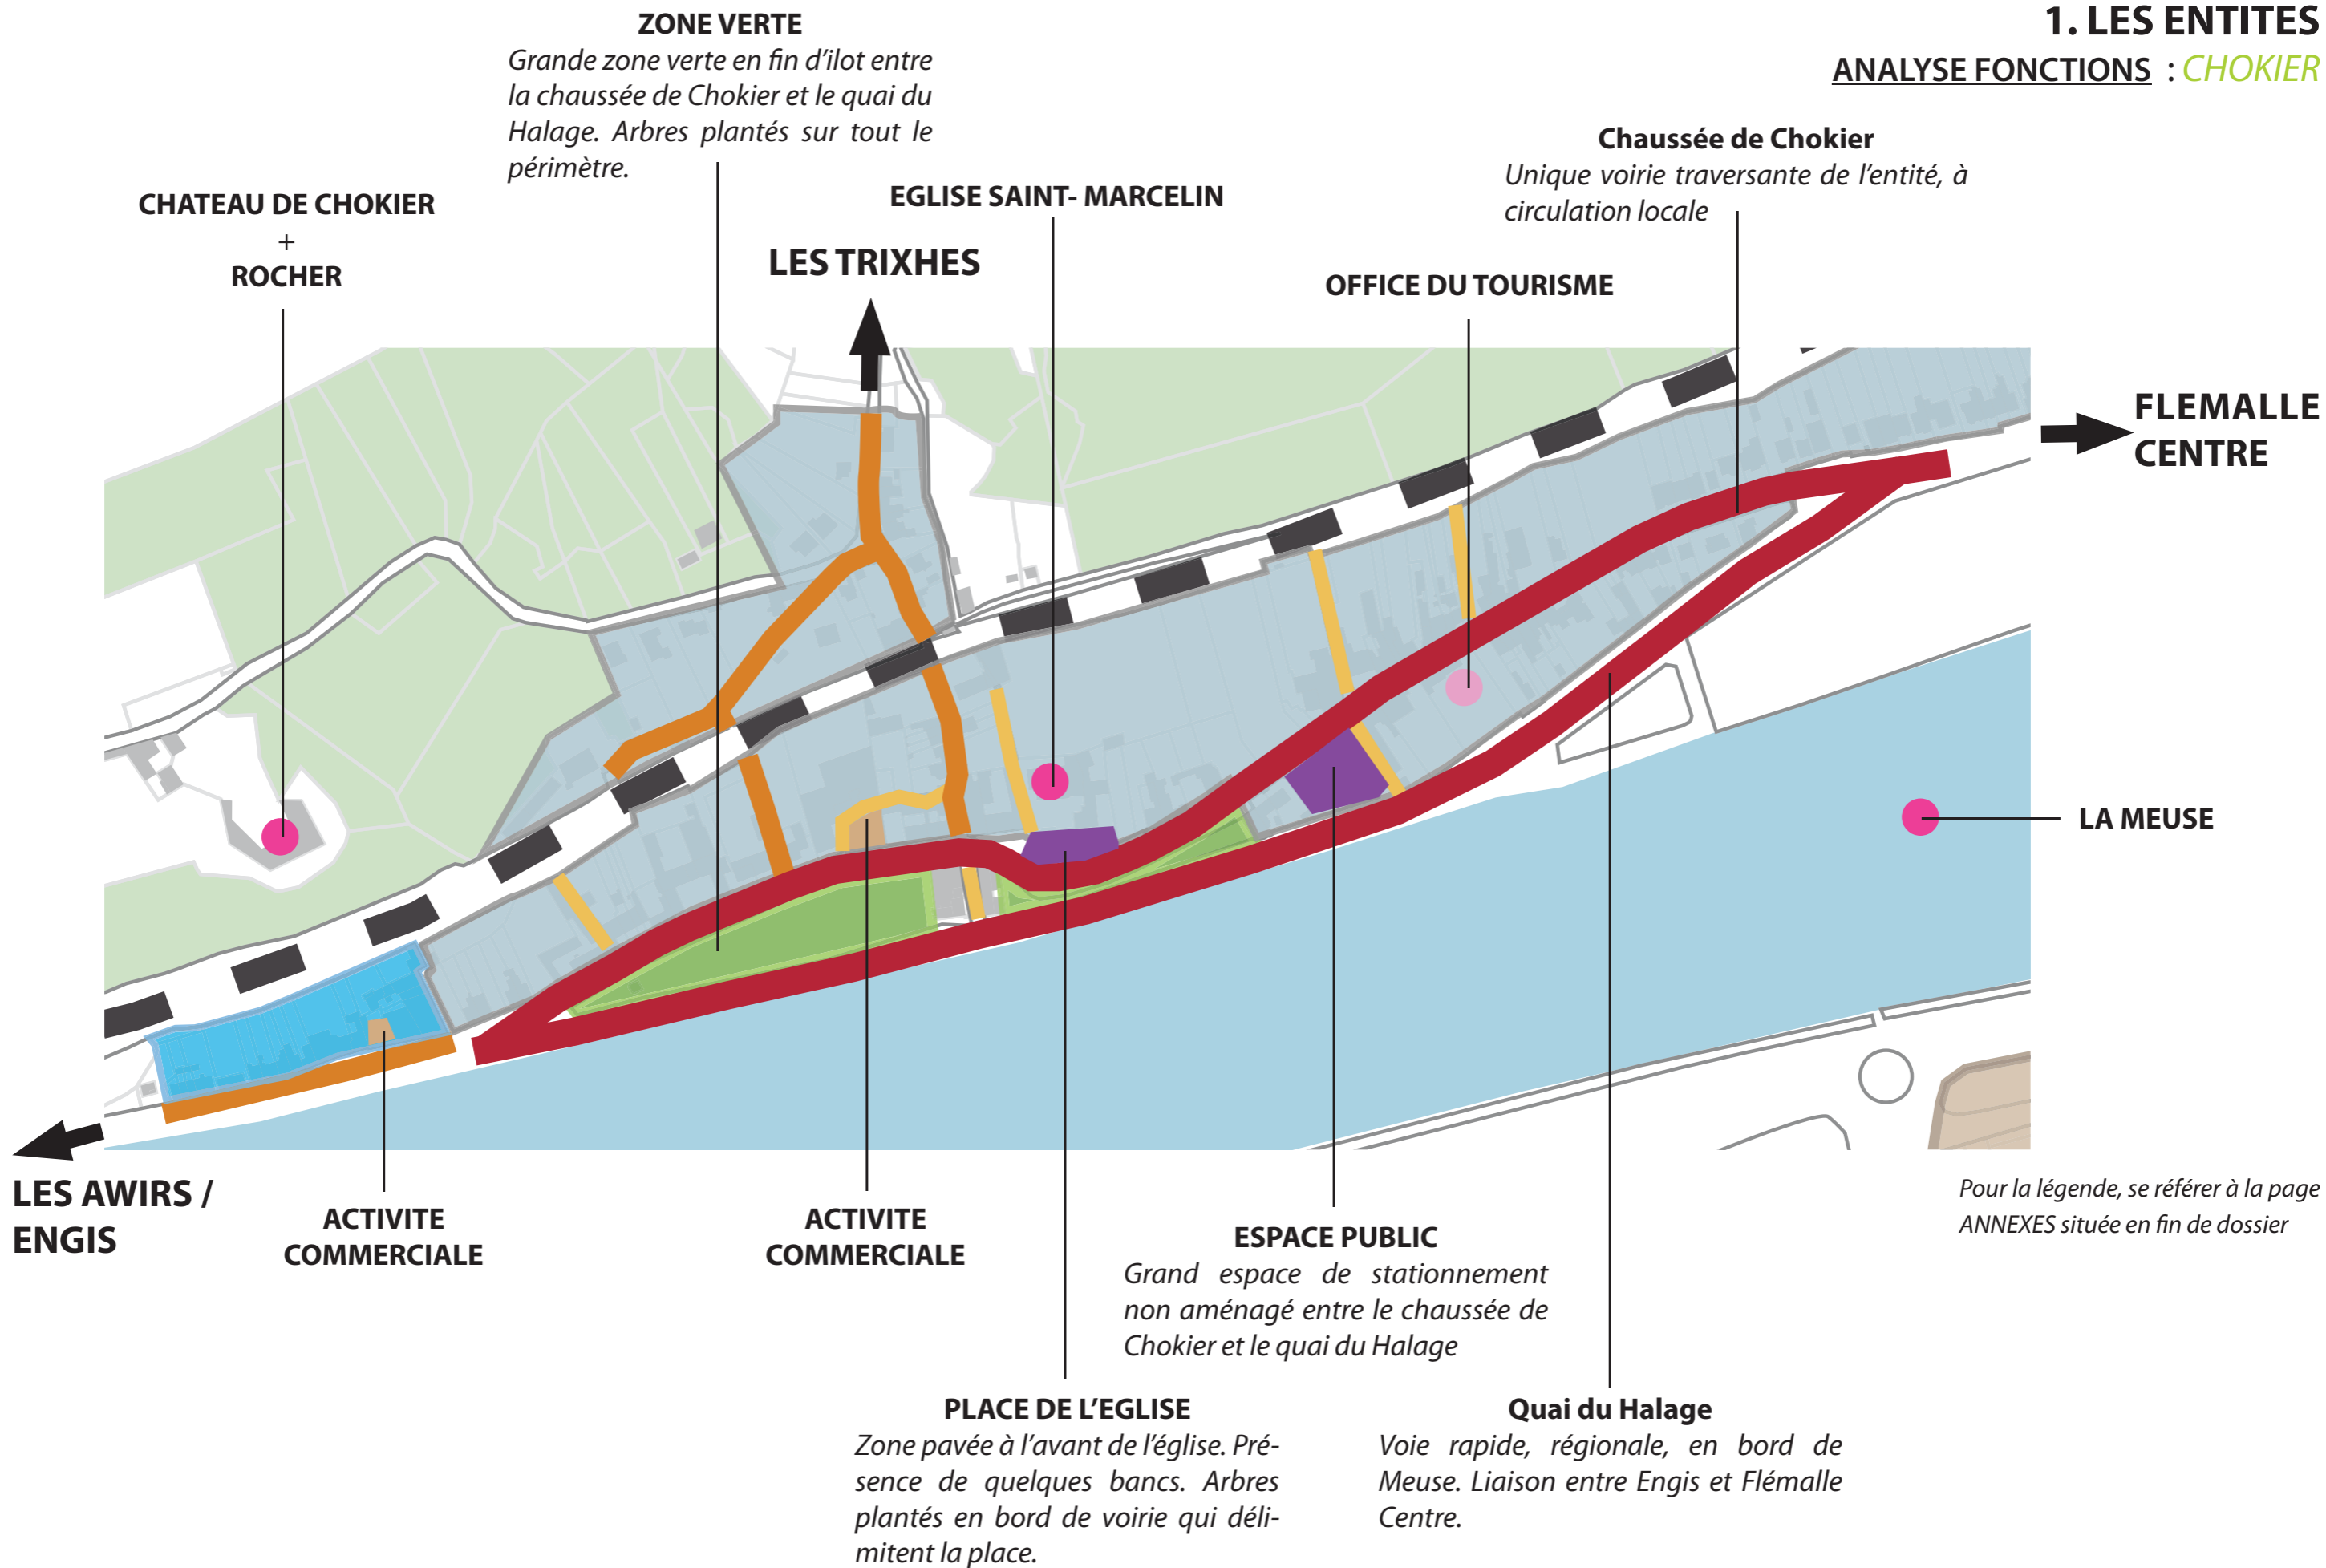 1. LES ENTITES
ANALYSE FONCTIONS : CHOKIER
ZONE VERTE
Grande zone verte en fin d'ilot entre
la chaussée de Chokier et le quai du
Halage. Arbres plantés sur tout le
périmètre.
Chaussée de Chokier
Unique voirie traversante de l'entité, à
circulation locale
CHATEAU DE CHOKIER
+
ROCHER
EGLISE SAINT- MARCELIN
LES TRIXHES
OFFICE DU TOURISME
FLEMALLE
CENTRE
LA MEUSE
LES AWIRS /
ENGIS
ACTIVITE
COMMERCIALE
ACTIVITE
COMMERCIALE
ESPACE PUBLIC
Grand espace de stationnement
non aménagé entre le chaussée de
Chokier et le quai du Halage
Pour la légende, se référer à la page
ANNEXES située en fin de dossier
PLACE DE L'EGLISE
Zone pavée à l'avant de l'église. Pré-
sence de quelques bancs. Arbres
plantés en bord de voirie qui déli-
mitent la place.
Quai du Halage
Voie rapide, régionale, en bord de
Meuse. Liaison entre Engis et Flémalle
Centre.